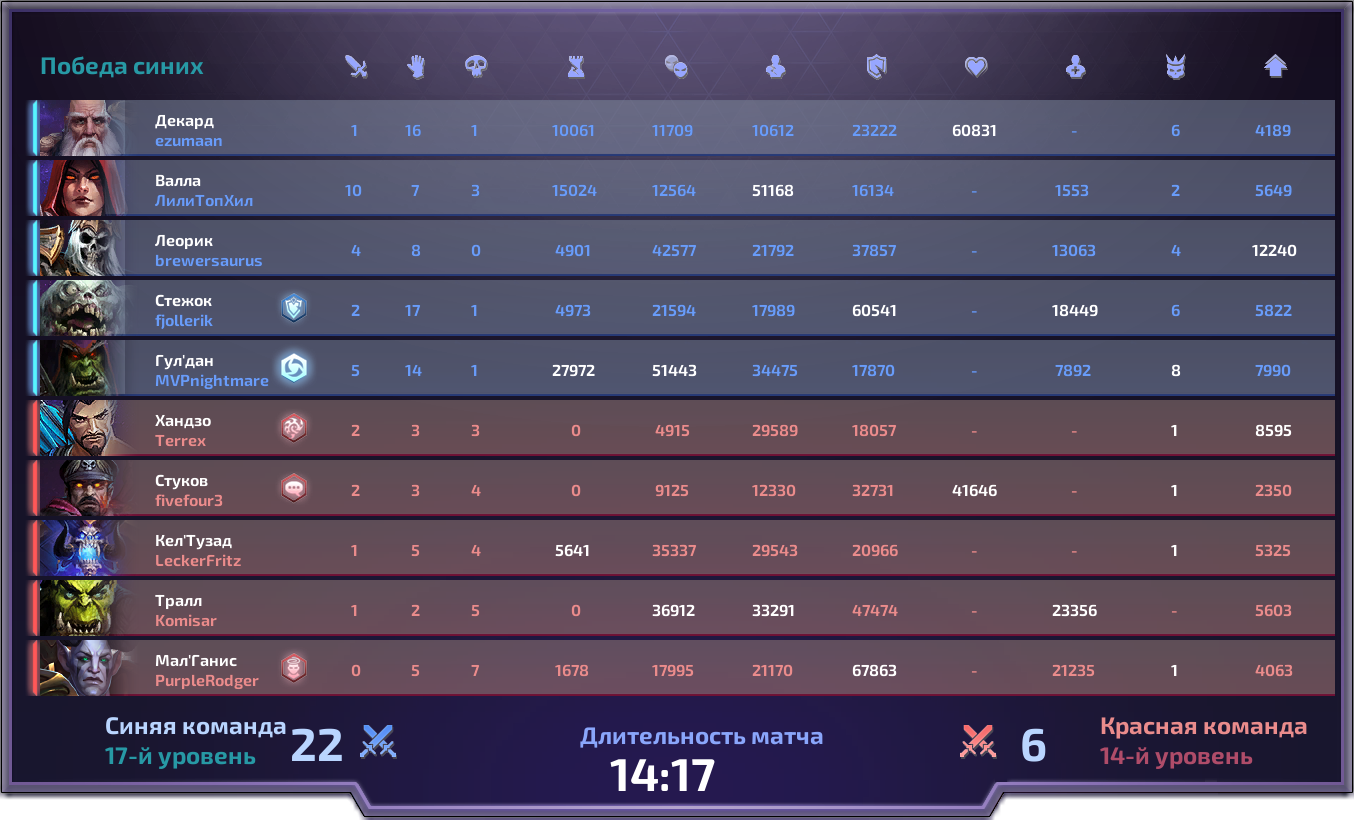 Победа синих
Декард
ezumaan
1 16 1 10061 11709 10612 23222 60831 - 6 4189
Валла
ЛилиТопХил
10 7 3 15024 12564 51168 16134 - 1553 2 5649
Леорик
brewersaurus
4 8 0 4901 42577 21792 37857 - 13063 4 12240
Стежок
fjollerik
2 17 1 4973 21594 17989 60541 - 18449 6 5822
Гул'дан
MVPnightmare
5 14 1 27972 51443 34475 17870 - 7892 8 7990
Хандзо
Terrex
2 3 3 0 4915 29589 18057 - - 1 8595
Стуков
fivefour3
2 3 4 0 9125 12330 32731 41646 - 1 2350
Кел'Тузад
LeckerFritz
1 5 4 5641 35337 29543 20966 - - 1 5325
Тралл
Komisar
1 2 5 0 36912 33291 47474 - 23356 - 5603
Мал'Ганис
PurpleRodger
0 5 7 1678 17995 21170 67863 - 21235 1 4063
Синяя команда
17-й уровень
22
Длительность матча
14:17
6
Красная команда
14-й уровень